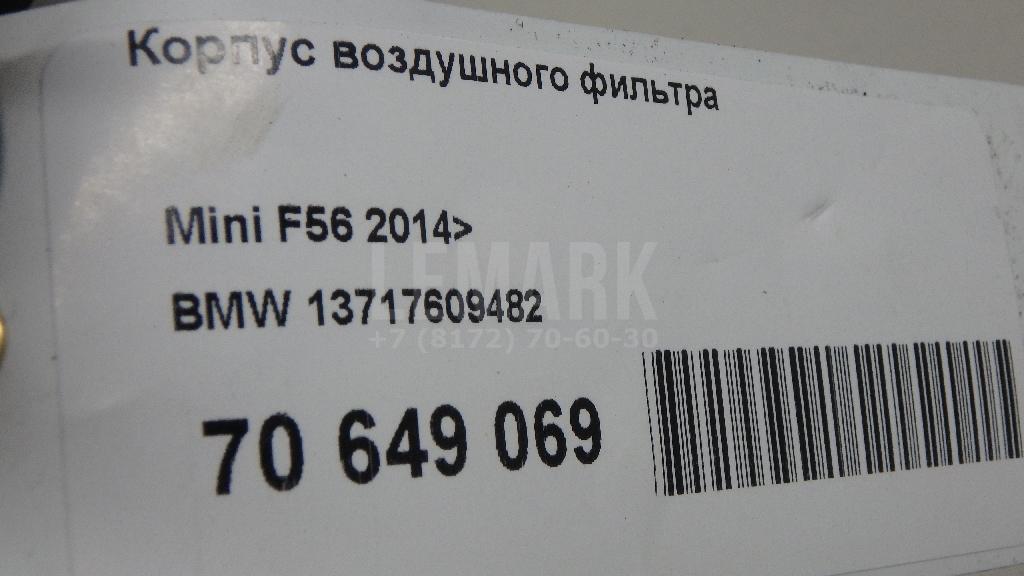 Корпус воздушного фильтра
Mini F56 2014>
LEMARK
BMW 13717609482
+7 (8172) 70-60-30
70 649 069